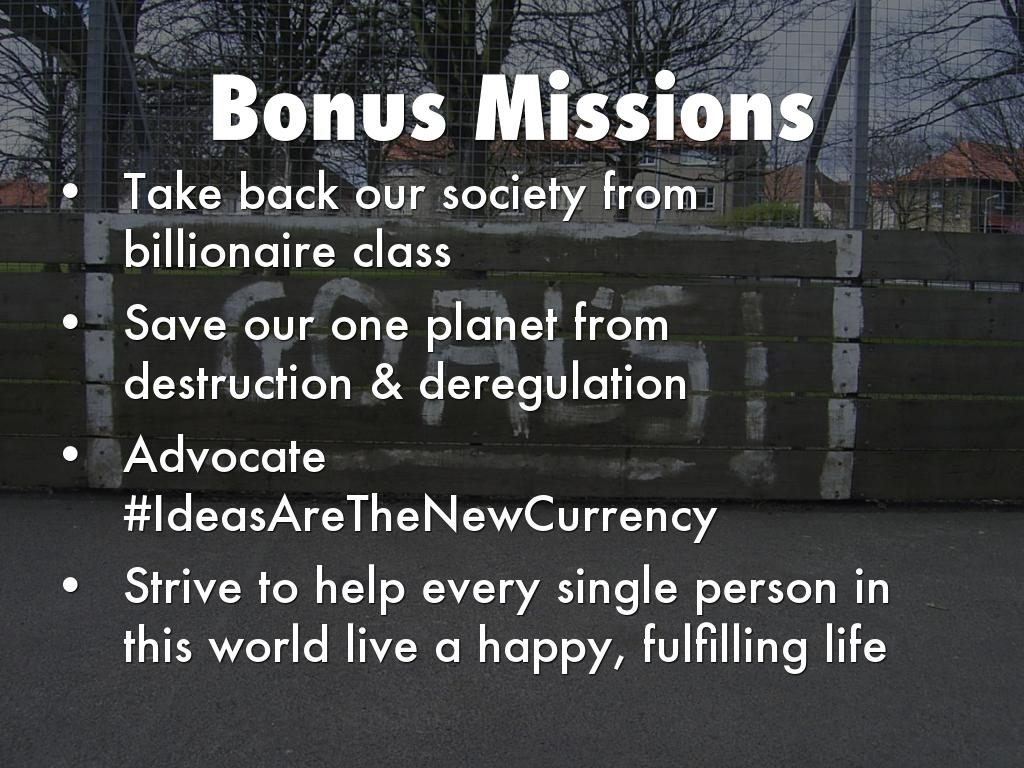 Bonus Missions
• Take back our society from
billionaire class
• Save our one planet from
destruction & deregulation
• Advocate
#IdeasAreTheNewCurrency
• Strive to help every single person in
this world live a happy, fulfilling life
GOALS!!